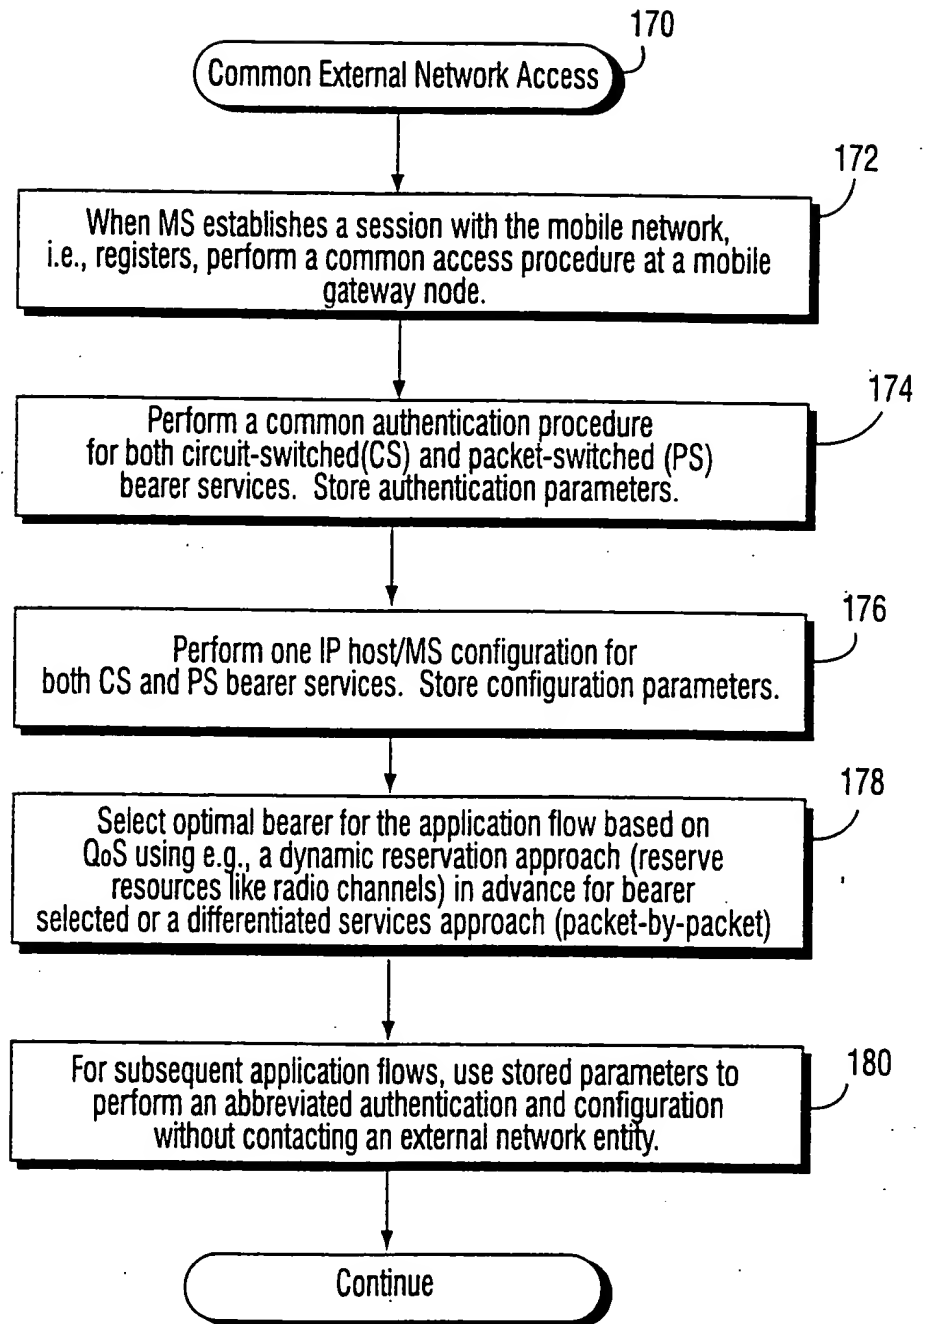 170
Common External Network Access
172
When MS establishes a session with the mobile network,
i.e., registers, perform a common access procedure at a mobile
gateway node.
174
Perform a common authentication procedure
for both circuit-switched(CS) and packet-switched (PS)
bearer services. Store authentication parameters.
176
Perform one IP host/MS configuration for
both CS and PS bearer services. Store configuration parameters.
178
Select optimal bearer for the application flow based on
QoS using e.g., a dynamic reservation approach (reserve
resources like radio channels) in advance for bearer
selected or a differentiated services approach (packet-by-packet)
180
For subsequent application flows, use stored parameters to
perform an abbreviated authentication and configuration
without contacting an external network entity.
Continue